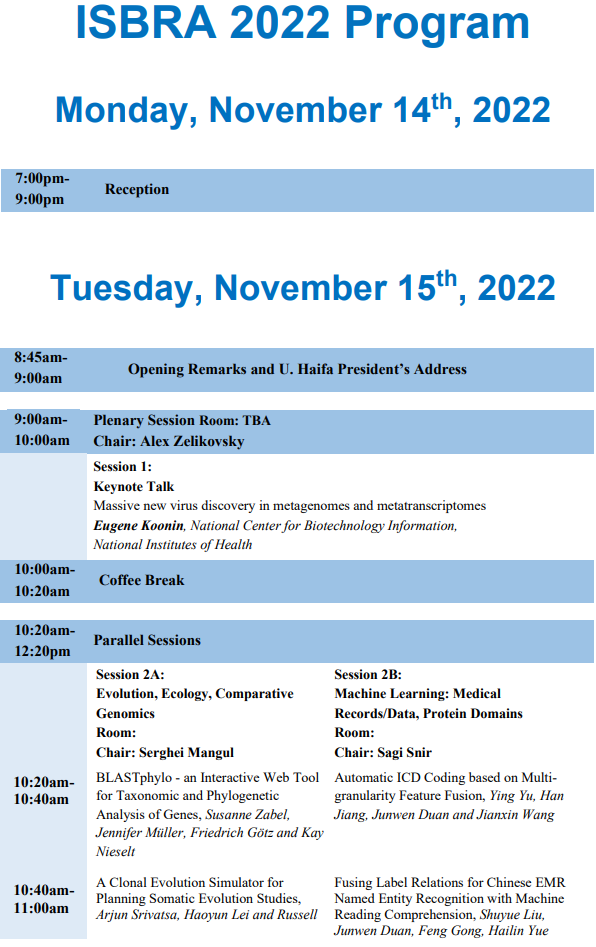 ISBRA 2022 Program
Monday, November 14th, 2022
7:00pm-
9:00pm
Reception
Tuesday, November 15th, 2022
8:45am-
9:00am
Opening Remarks and U. Haifa President’s Address
9:00am-
10:00am
Plenary Session Room: TBA
Chair: Alex Zelikovsky
Session 1:
Keynote Talk
Massive new virus discovery in metagenomes and metatranscriptomes
Eugene Koonin, National Center for Biotechnology Information,
National Institutes of Health
10:00am-
10:20am
Coffee Break
10:20am-
12:20pm
Parallel Sessions
Session 2A:
Evolution, Ecology, Comparative
Genomics
Room:
Chair: Serghei Mangul
Session 2B:
Machine Learning: Medical
Records/Data, Protein Domains
Room:
Chair: Sagi Snir
10:20am-
10:40am
BLASTphylo - an Interactive Web Tool
for Taxonomic and Phylogenetic
Analysis of Genes, Susanne Zabel,
Jennifer Müller, Friedrich Götz and Kay
Nieselt
Automatic ICD Coding based on Multi-
granularity Feature Fusion, Ying Yu, Han
Jiang, Junwen Duan and Jianxin Wang
10:40am-
11:00am
A Clonal Evolution Simulator for
Planning Somatic Evolution Studies,
Arjun Srivatsa, Haoyun Lei and Russell
Fusing Label Relations for Chinese EMR
Named Entity Recognition with Machine
Reading Comprehension, Shuyue Liu,
Junwen Duan, Feng Gong, Hailin Yue